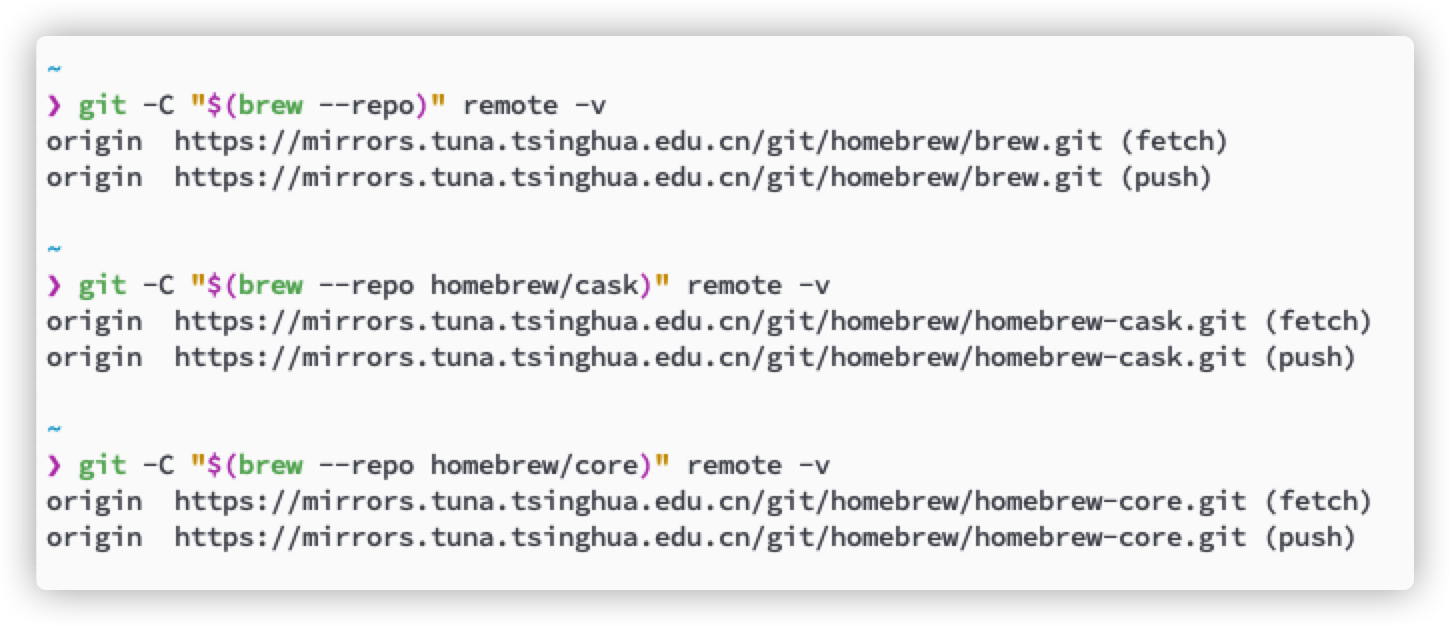 ~
❯ git -C "$(brew --repo)" remote -v
origin  https://mirrors.tuna.tsinghua.edu.cn/git/homebrew/brew.git (fetch)
origin  https://mirrors.tuna.tsinghua.edu.cn/git/homebrew/brew.git (push)
~
❯ git -C "$(brew --repo homebrew/cask)" remote -v
origin  https://mirrors.tuna.tsinghua.edu.cn/git/homebrew/homebrew-cask.git (fetch)
origin  https://mirrors.tuna.tsinghua.edu.cn/git/homebrew/homebrew-cask.git (push)
~
❯ git -C "$(brew --repo homebrew/core)" remote -v
origin  https://mirrors.tuna.tsinghua.edu.cn/git/homebrew/homebrew-core.git (fetch)
origin  https://mirrors.tuna.tsinghua.edu.cn/git/homebrew/homebrew-core.git (push)